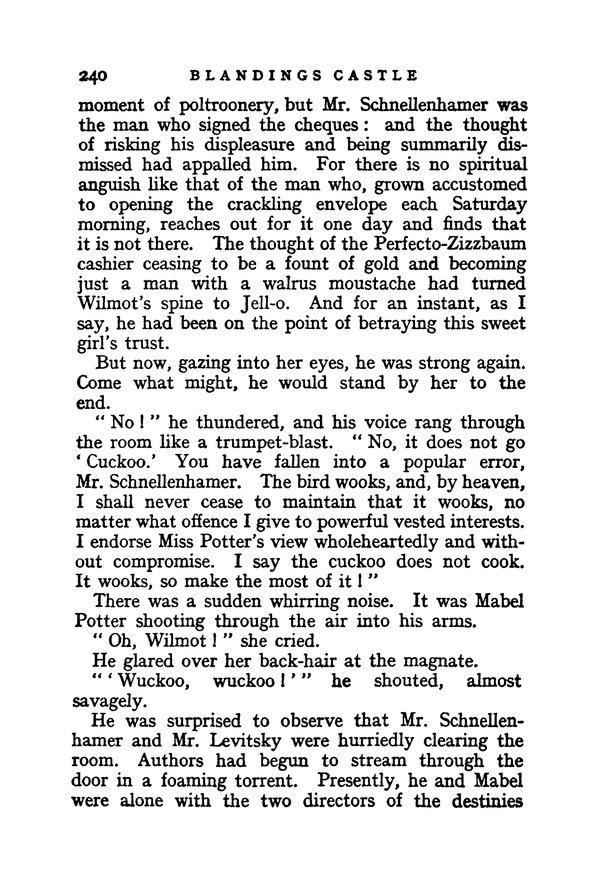 240 BLANDINGS CASTLE
moment of poltroonery, but Mr. Schnellenhamer was
the man who signed the cheques : and the thought
of risking his displeasure and being summarily dis-
missed had appalled him. For there is no spiritual
anguish like that of the man who, grown accustomed
to opening the crackling envelope each Saturday
morning, reaches out for it one day and finds that
it is not there. The thought of the Perfecto-Zizzbaum
cashier ceasing to be a fount of gold and becoming
just a man with a walrus moustache had turned
Wilmot's spine to Jell-o. And for an instant, as I
say, he had been on the point of betraying this sweet
girl's trust.
But now, gazing into her eyes, he was strong again.
Come what might, he would stand by her to the
end.
" No ! " he thundered, and his voice rang through
the room like a trumpet-blast. " No, it does not go
' Cuckoo.' You have fallen into a popular error,
Mr. Schnellenhamer. The bird wooks, and, by heaven,
I shall never cease to maintain that it wooks, no
matter what offence I give to powerful vested interests.
I endorse Miss Potter's view wholeheartedly and with-
out compromise. I say the cuckoo does not cook.
It wooks, so make the most of it ! "
There was a sudden whirring noise. It was Mabel
Potter shooting through the air into his arms.
" Oh, Wilmot ! " she cried.
He glared over her back-hair at the magnate.
" ' Wuckoo, wuckoo ! ' " he shouted, almost
savagely.
He was surprised to observe that Mr. Schnellen-
hamer and Mr. Levitsky were hurriedly clearing the
room. Authors had begun to stream through the
door in a foaming torrent. Presently, he and Mabel
were alone with the two directors of the destinies